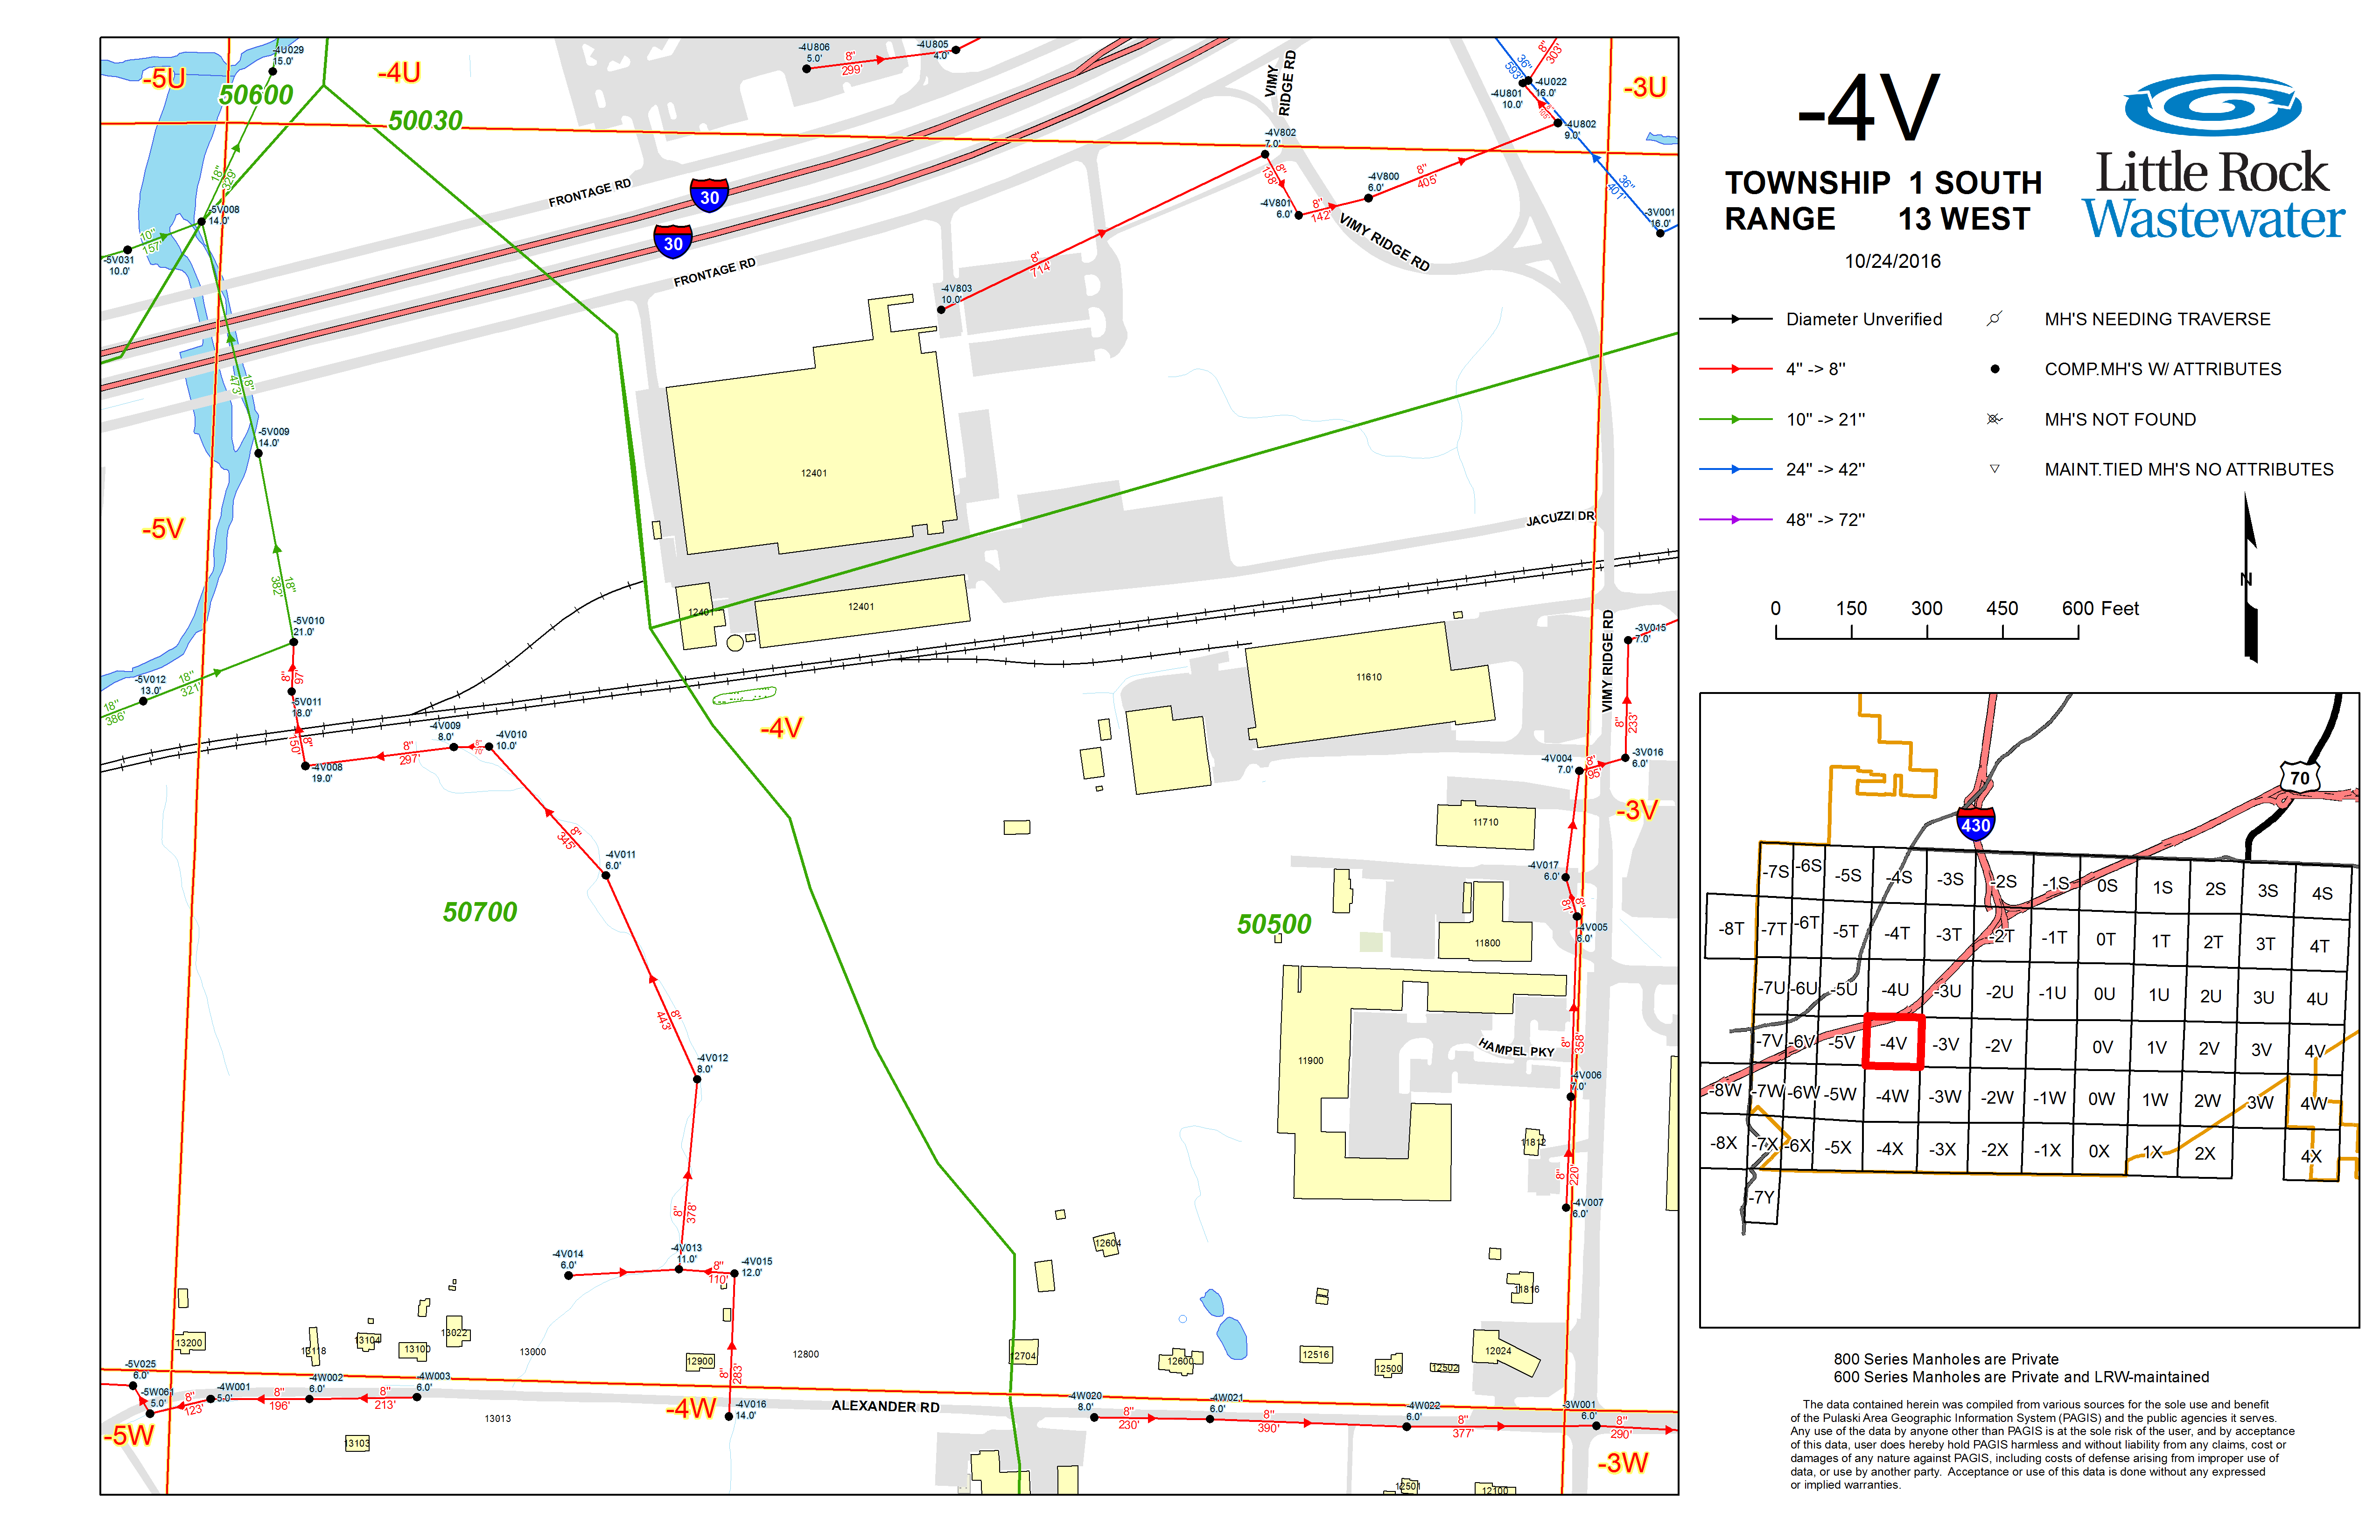 -4V
TOWNSHIP 1 SOUTH
RANGE 13 WEST
10/24/2016
Little Rock
Wastewater
Diameter Unverified
4" -> 8"
10" -> 21"
24" -> 42"
48" -> 72"
MH'S NEEDING TRAVERSE
COMP.MH'S W/ ATTRIBUTES
MH'S NOT FOUND
MAINT.TIED MH'S NO ATTRIBUTES
N
0 150 300 450 600 Feet
-5U
-4U
-3U
50600
50030
-4U029
15.0'
-4U806
5.0'
8"
299'
-4U805
4.0'
VIMY
RIDGE RD
36"
593'
8"
303'
-4U022
16.0'
-4U801
10.0'
-4U802
9.0'
36"
401'
-3V001
16.0'
18"
329'
-5V008
14.0'
10"
157'
-5V031
10.0'
FRONTAGE RD
30
30
FRONTAGE RD
-4V802
7.0'
8"
138'
-4V801
6.0'
8"
142'
-4V800
6.0'
8"
405'
VIMY RIDGE RD
8"
714'
-4V803
10.0'
18"
473'
-5V009
14.0'
12401
-5V
JACUZZI DR
18"
382'
12401
12401
-5V010
21.0'
8"
97'
-5V012
13.0'
18"
321'
18"
386'
-5V011
18.0'
8"
150'
-4V008
19.0'
8"
297'
-4V009
8.0'
-4V010
10.0'
8"
70'
-4V
11610
VIMY RIDGE RD
-3V015
7.0'
8"
233'
-3V016
6.0'
-4V004
7.0'
8"
95'
-3V
8"
345'
-4V011
6.0'
11710
-4V017
6.0'
8"
81'
-4V005
6.0'
50700
50500
11800
8"
443'
-4V012
8.0'
HAMPEL PKY
11900
8"
358'
-4V006
7.0'
11812
8"
220'
-4V007
6.0'
8"
378'
-4V014
6.0'
-4V013
11.0'
8"
110'
-4V015
12.0'
12604
11816
13200
13118
13104
13100
13022
13000
12900
12800
12704
12600
12516
12500
12502
12024
8"
283'
-5V025
6.0'
-5W061
5.0'
8"
123'
-4W001
5.0'
8"
196'
-4W002
6.0'
8"
213'
-4W003
6.0'
13013
13103
-5W
-4W
-4V016
14.0'
ALEXANDER RD
-4W020
8.0'
8"
230'
-4W021
6.0'
8"
390'
-4W022
6.0'
8"
377'
-3W001
6.0'
8"
290'
-3W
12501
12100
70
430
-7S -6S -5S -4S -3S -2S -1S 0S 1S 2S 3S 4S
-8T -7T -6T -5T -4T -3T -2T -1T 0T 1T 2T 3T 4T
-7U -6U -5U -4U -3U -2U -1U 0U 1U 2U 3U 4U
-7V -6V -5V -4V -3V -2V 0V 1V 2V 3V 4V
-8W -7W -6W -5W -4W -3W -2W -1W 0W 1W 2W 3W 4W
-8X -7X -6X -5X -4X -3X -2X -1X 0X 1X 2X 4X
-7Y
800 Series Manholes are Private
600 Series Manholes are Private and LRW-maintained
The data contained herein was compiled from various sources for the sole use and benefit
of the Pulaski Area Geographic Information System (PAGIS) and the public agencies it serves.
Any use of the data by anyone other than PAGIS is at the sole risk of the user, and by acceptance
of this data, user does hereby hold PAGIS harmless and without liability from any claims, cost or
damages of any nature against PAGIS, including costs of defense arising from improper use of
data, or use by another party. Acceptance or use of this data is done without any expressed
or implied warranties.